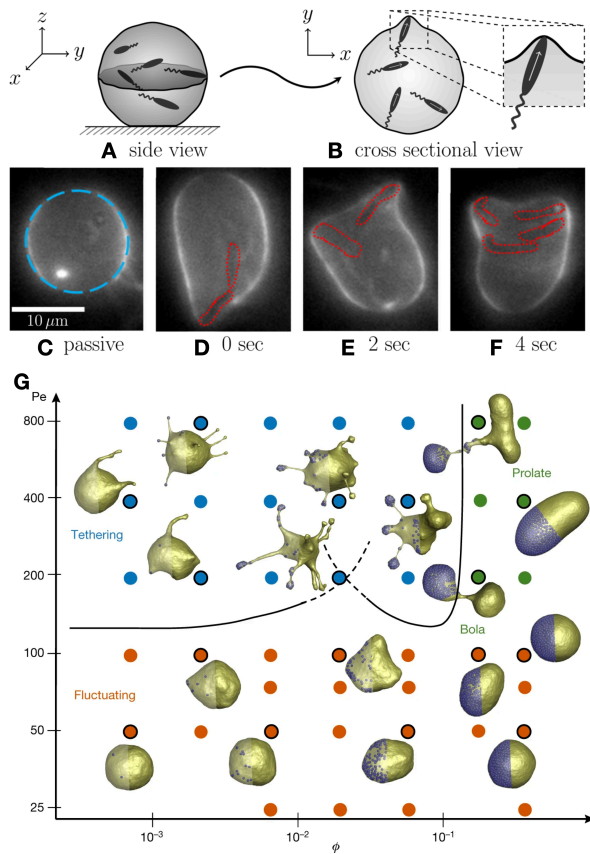 z
y
x
y
x
A side view
B cross sectional view
10 μm
C passive
D 0 sec
E 2 sec
F 4 sec
G
Pe
800
400
200
100
50
25
Prolate
Tethering
Bola
Fluctuating
10⁻³
10⁻²
10⁻¹
ϕ